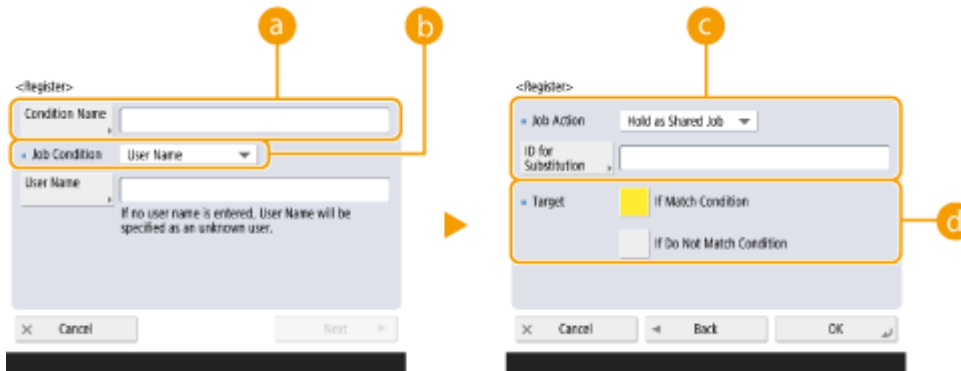 a
b
c
<Register>
Condition Name
Job Condition User Name
User Name
If no user name is entered, User Name will be
specified as an unknown user.
Cancel Next
<Register>
Job Action Hold as Shared Job
ID for
Substitution
Target If Match Condition
If Do Not Match Condition
d
Cancel Back OK